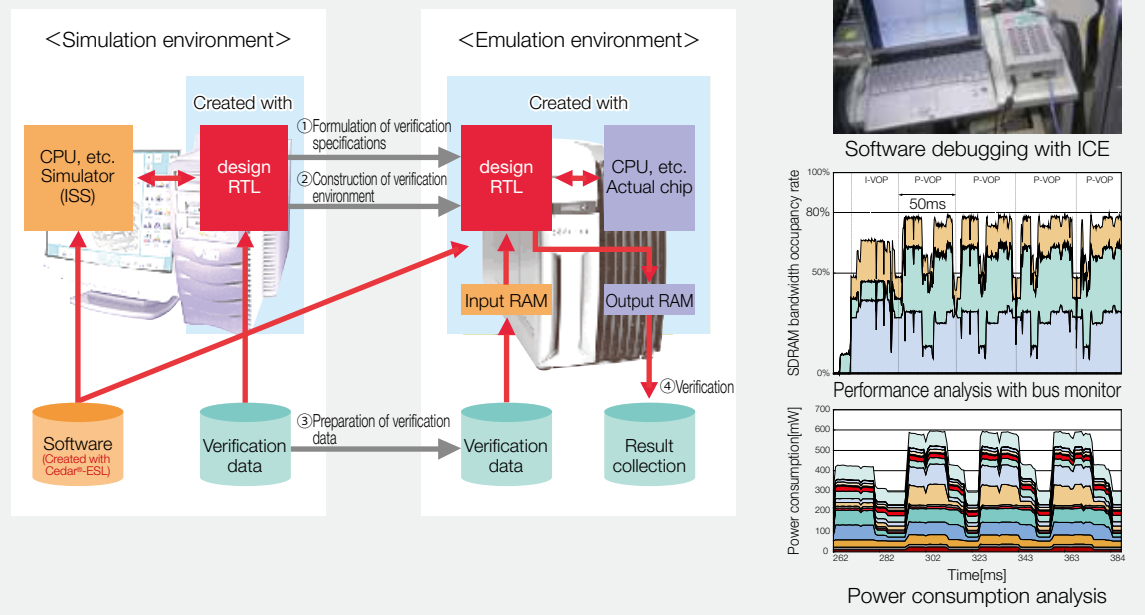 <Simulation environment>
Created with
CPU, etc.
Simulator
(ISS)
design
RTL
①Formulation of verification
specifications
②Construction of verification
environment
<Emulation environment>
Created with
design
RTL
CPU, etc.
Actual chip
Input RAM
Output RAM
④Verification
Software
(Created with
Cedar®-ESL)
Verification
data
③Preparation of verification
data
Verification
data
Result
collection
Software debugging with ICE
SDRAM bandwidth occupancy rate
100%
80%
50%
0%
I-VOP
P-VOP
P-VOP
P-VOP
P-VOP
50ms
Performance analysis with bus monitor
Power consumption[mW]
700
600
500
400
300
200
100
0
262
282
302
323
343
363
384
Time[ms]
Power consumption analysis